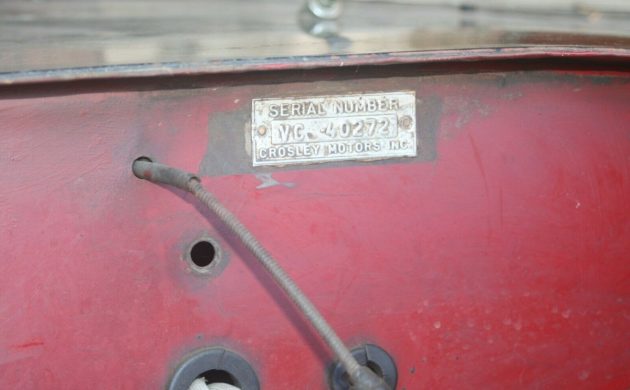 SERIAL NUMBER
VC 40272
CROSLEY MOTORS INC.